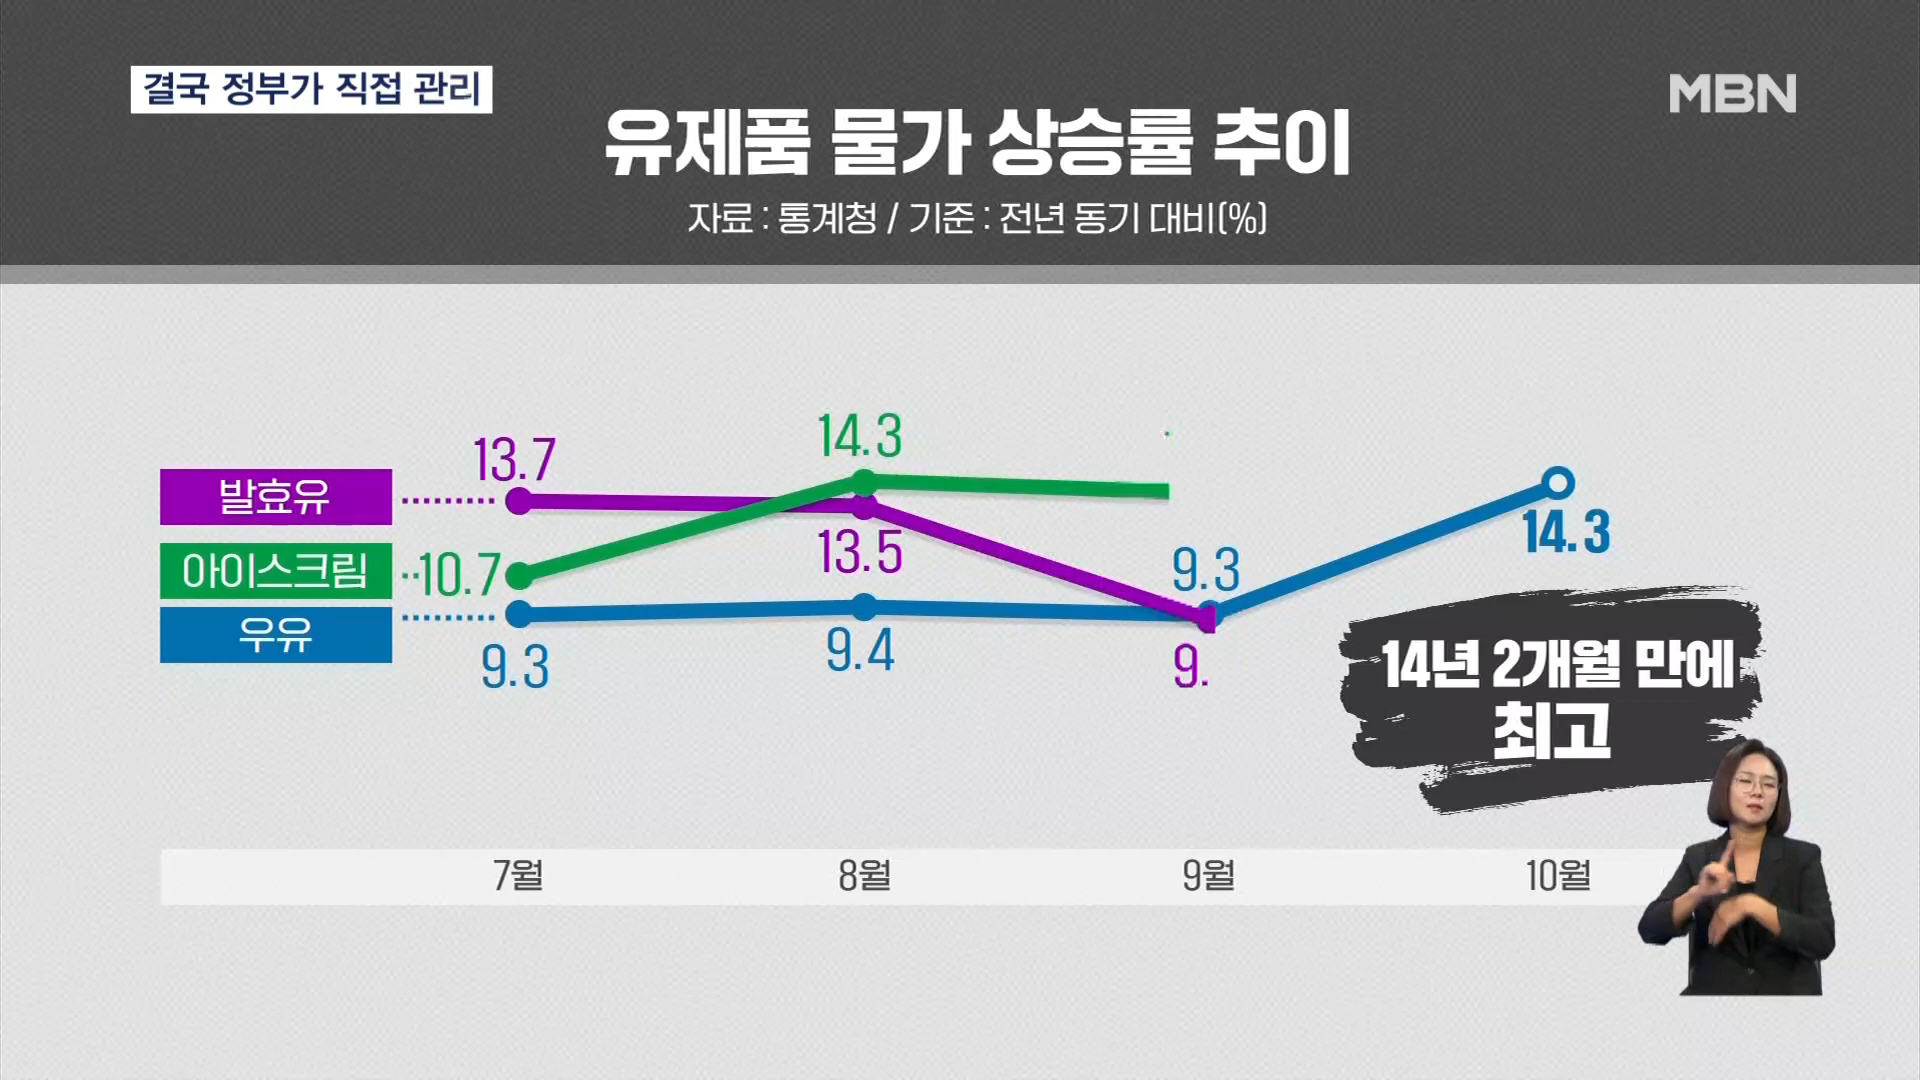 결국 정부가 직접 관리
MBN
유제품 물가 상승률 추이
자료 : 통계청 / 기준 : 전년 동기 대비(%)
발효유
13.7
13.5
9.
아이스크림
10.7
14.3
우유
9.3
9.4
9.3
14.3
14년 2개월 만에
최고
7월
8월
9월
10월